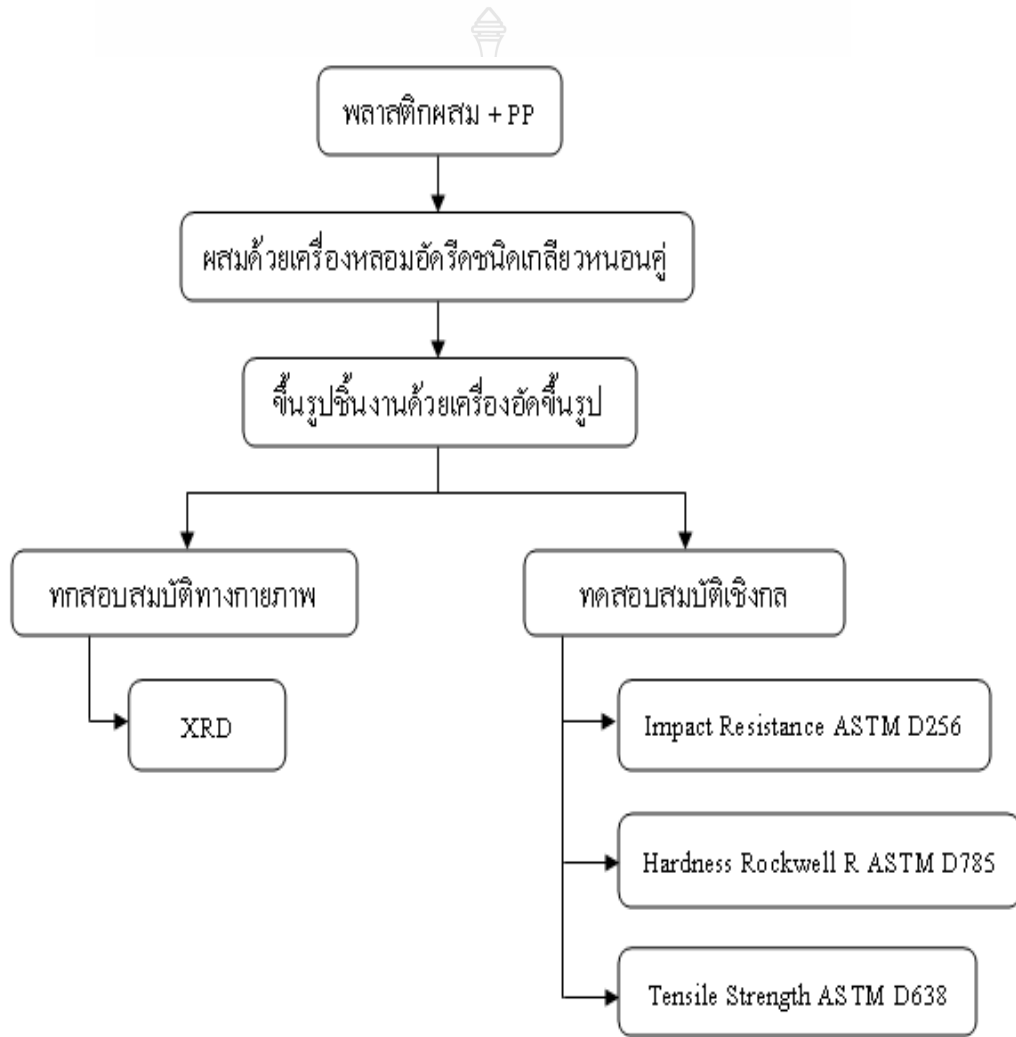 พลาสติกผสม + PP
ผสมด้วยเครื่องหลอมอัดรีดชนิดเกลียวหนอนคู่
ขึ้นรูปชิ้นงานด้วยเครื่องอัดขึ้นรูป
ทกสอบสมบัติทางกายภาพ
XRD
ทดสอบสมบัติเชิงกล
Impact Resistance ASTM D256
Hardness Rockwell R ASTM D785
Tensile Strength ASTM D638